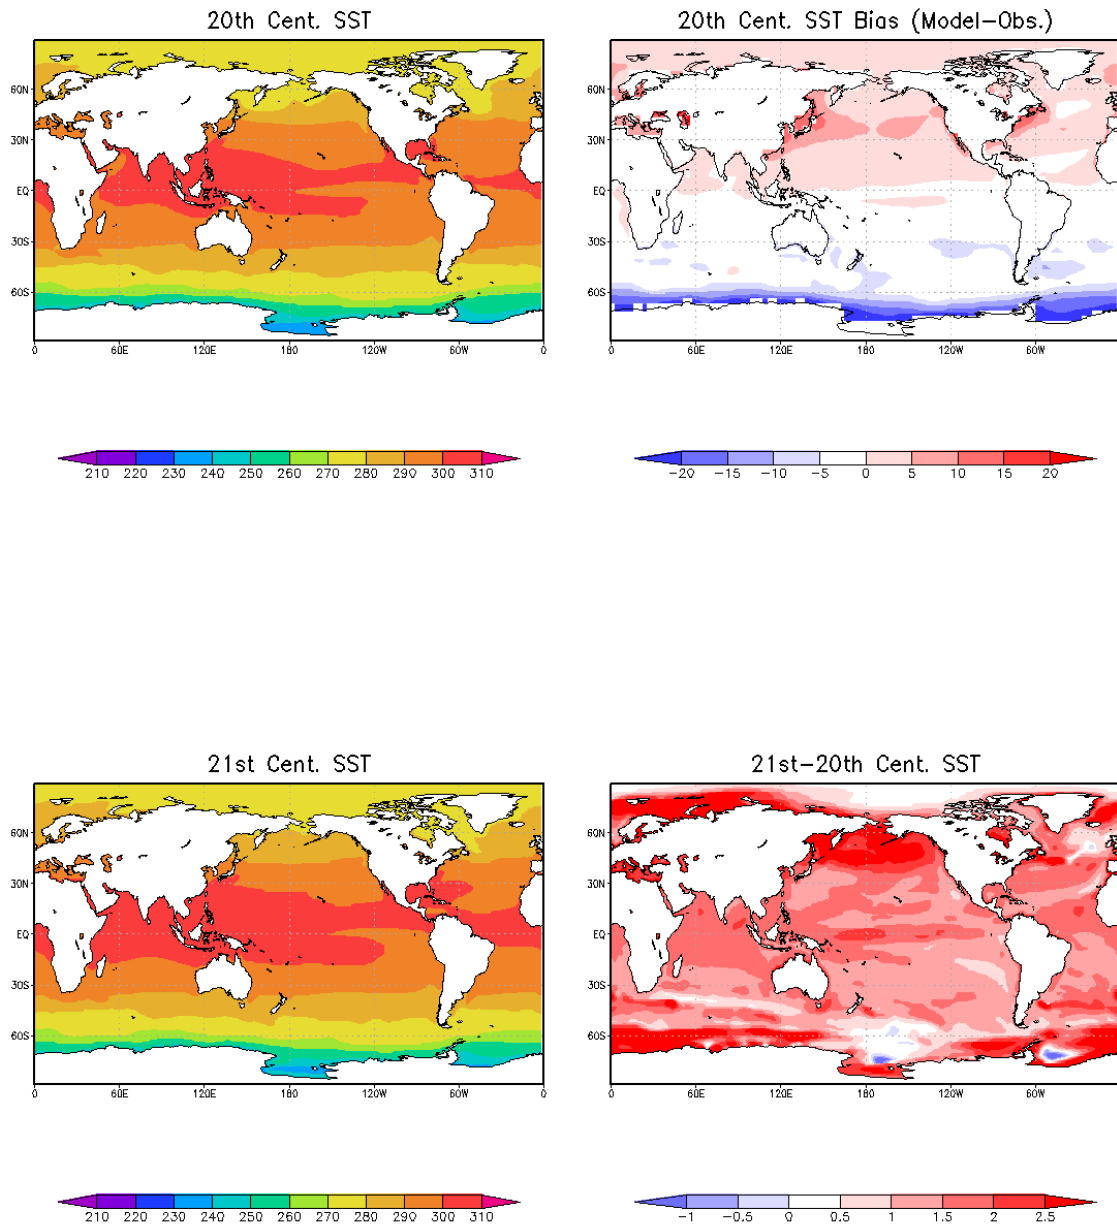 20th Cent. SST
20th Cent. SST Bias (Model-Obs.)
60N
30N
EQ
30S
60S
0 60E 120E 180 120W 60W 0
60N
30N
EQ
30S
60S
0 60E 120E 180 120W 60W
210 220 230 240 250 260 270 280 290 300 310
-20 -15 -10 -5 0 5 10 15 20
21st Cent. SST
21st-20th Cent. SST
60N
30N
EQ
30S
60S
0 60E 120E 180 120W 60W 0
60N
30N
EQ
30S
60S
0 60E 120E 180 120W 60W
210 220 230 240 250 260 270 280 290 300 310
-1 -0.5 0 0.5 1 1.5 2 2.5